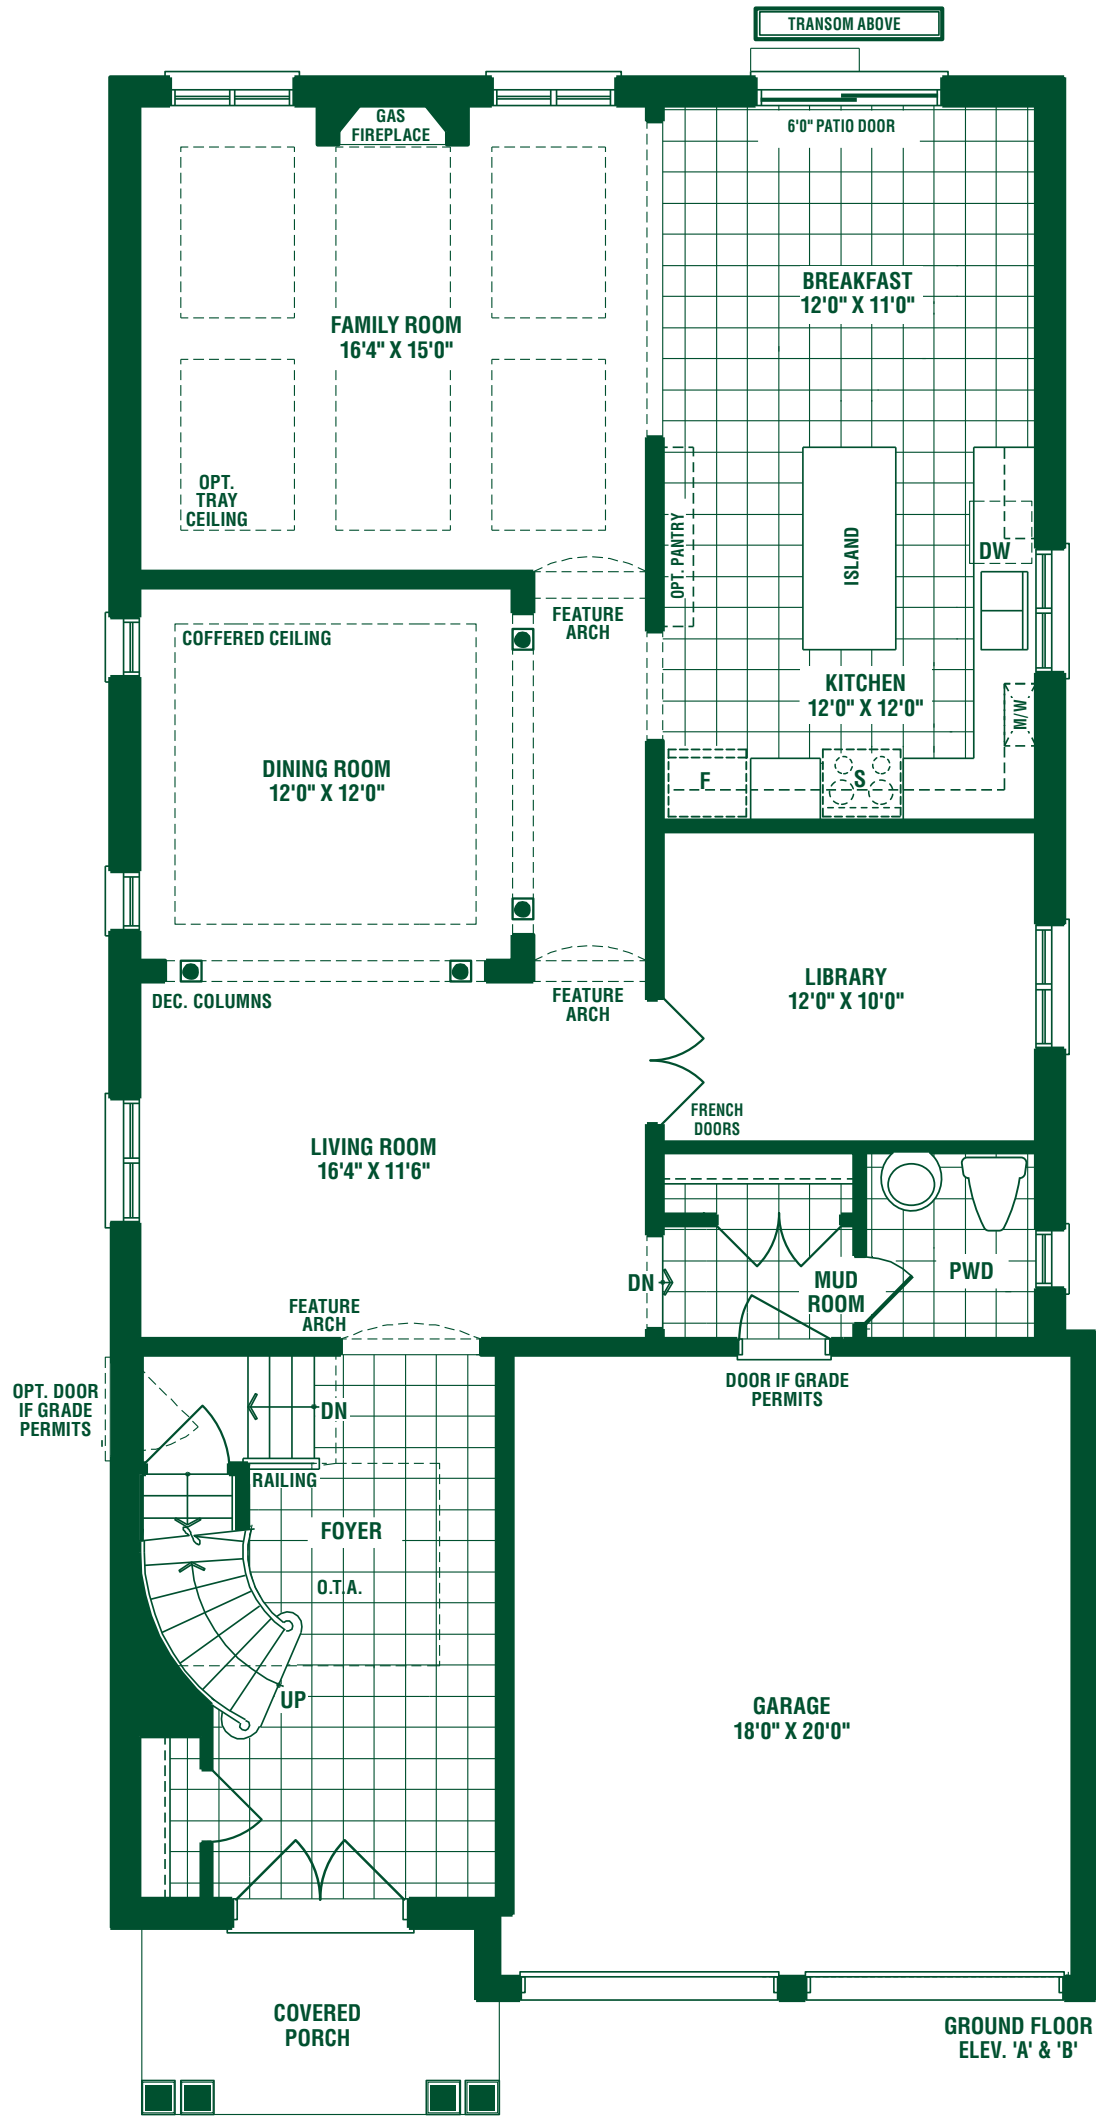 TRANSOM ABOVE
GAS
FIREPLACE
6'0" PATIO DOOR
BREAKFAST
12'0" X 11'0"
FAMILY ROOM
16'4" X 15'0"
OPT.
TRAY
CEILING
OPT. PANTRY
ISLAND
DW
FEATURE
ARCH
COFFERED CEILING
KITCHEN
12'0" X 12'0"
M/W
DINING ROOM
12'0" X 12'0"
F
S
LIBRARY
12'0" X 10'0"
DEC. COLUMNS
FEATURE
ARCH
FRENCH
DOORS
LIVING ROOM
16'4" X 11'6"
DN
MUD
ROOM
PWD
FEATURE
ARCH
OPT. DOOR
IF GRADE
PERMITS
DN
DOOR IF GRADE
PERMITS
RAILING
FOYER
O.T.A.
UP
GARAGE
18'0" X 20'0"
COVERED
PORCH
GROUND FLOOR
ELEV. 'A' & 'B'